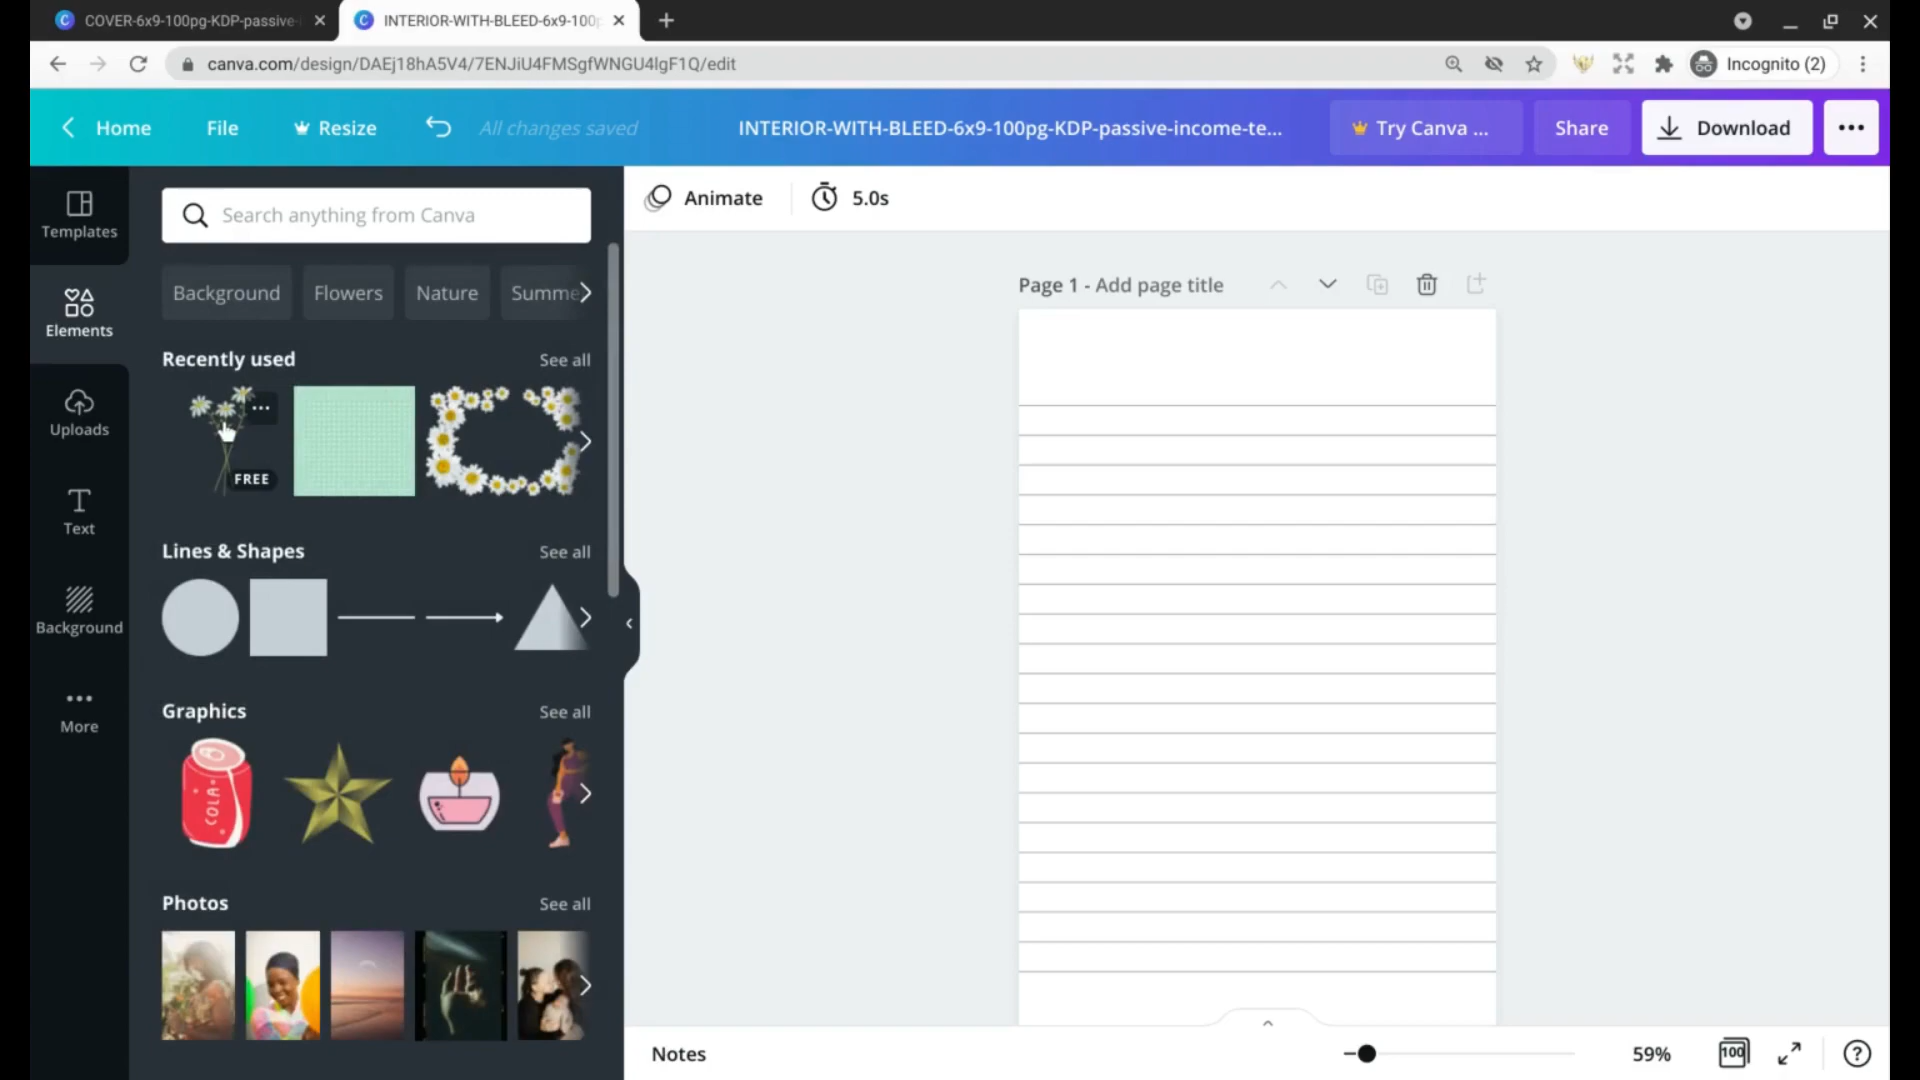 COVER-6x9-100pg-KDP-passive-
INTERIOR-WITH-BLEED-6x9-100p
canva.com/design/DAEj18hA5V4/7ENJiU4FMSgfWNGU4lgF1Q/edit
Incognito (2)
Home
File
Resize
All changes saved
INTERIOR-WITH-BLEED-6x9-100pg-KDP-passive-income-te...
Try Canva ...
Share
Download
Templates
Elements
Uploads
Text
Background
More
Search anything from Canva
Background
Flowers
Nature
Summe
Recently used
See all
FREE
Lines & Shapes
See all
Graphics
See all
COLA
Photos
See all
Animate
5.0s
Page 1 - Add page title
Notes
59%
100